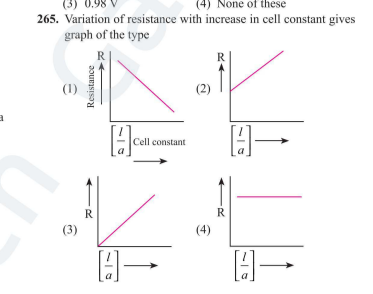 (3) 0.98 V (4) None of these
265. Variation of resistance with increase in cell constant gives
graph of the type
(1) Resistance R [l/a] Cell constant
(2) R [l/a]
(3) R [l/a]
(4) R [l/a]
a